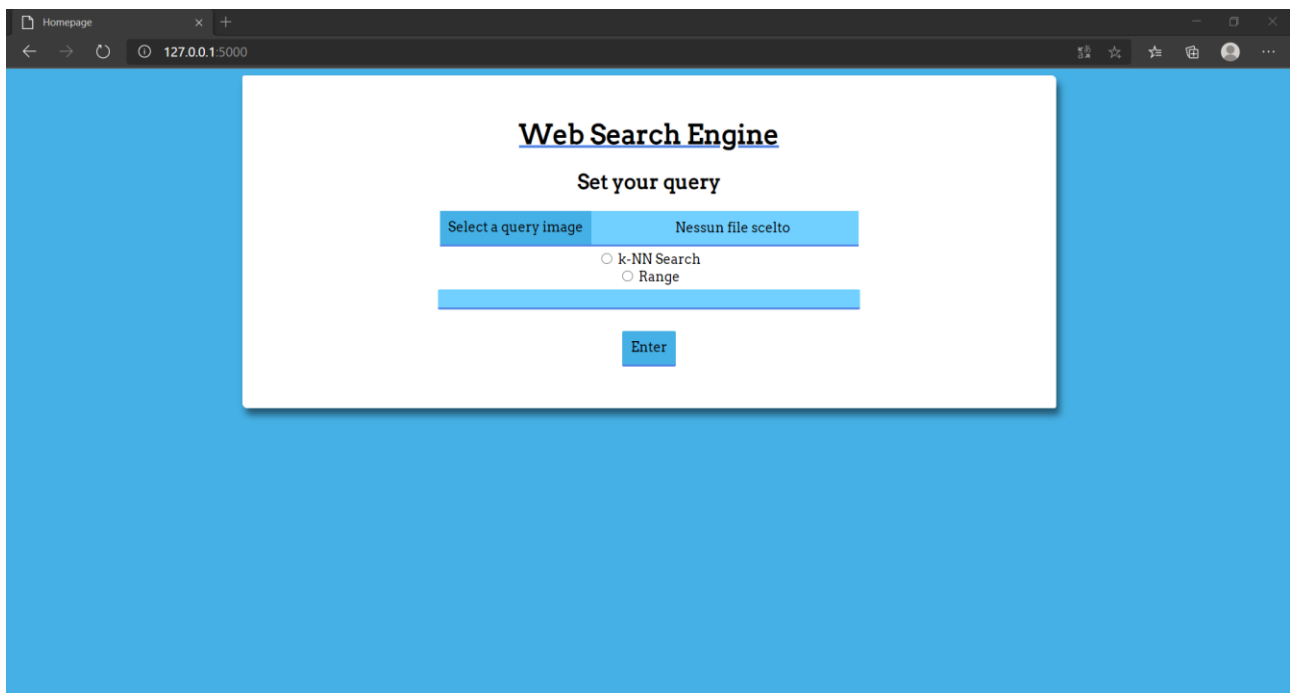 Homepage
127.0.0.1:5000
Web Search Engine
Set your query
Select a query image Nessun file scelto
k-NN Search
Range
Enter